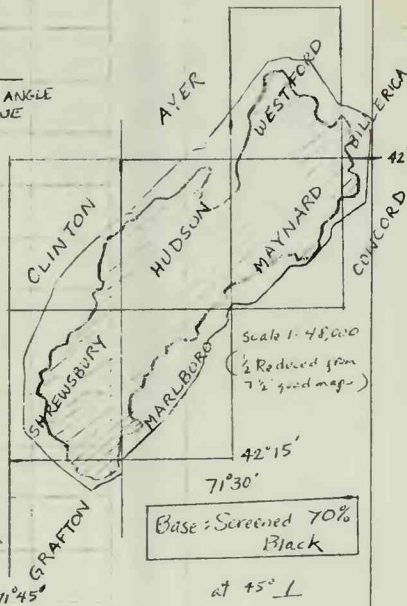 ANGLE
UE
AYER
WESTFORD
BILLERICA
42°
CLINTON
HUDSON
MAYNARD
CONCORD
Scale 1-48,000
(½ Reduced from
7½' quad maps)
SHREWSBURY
MARLBORO
42°15'
71°30'
Base: Screened 70%
Black
GRAFTON
71°45'
at 45°